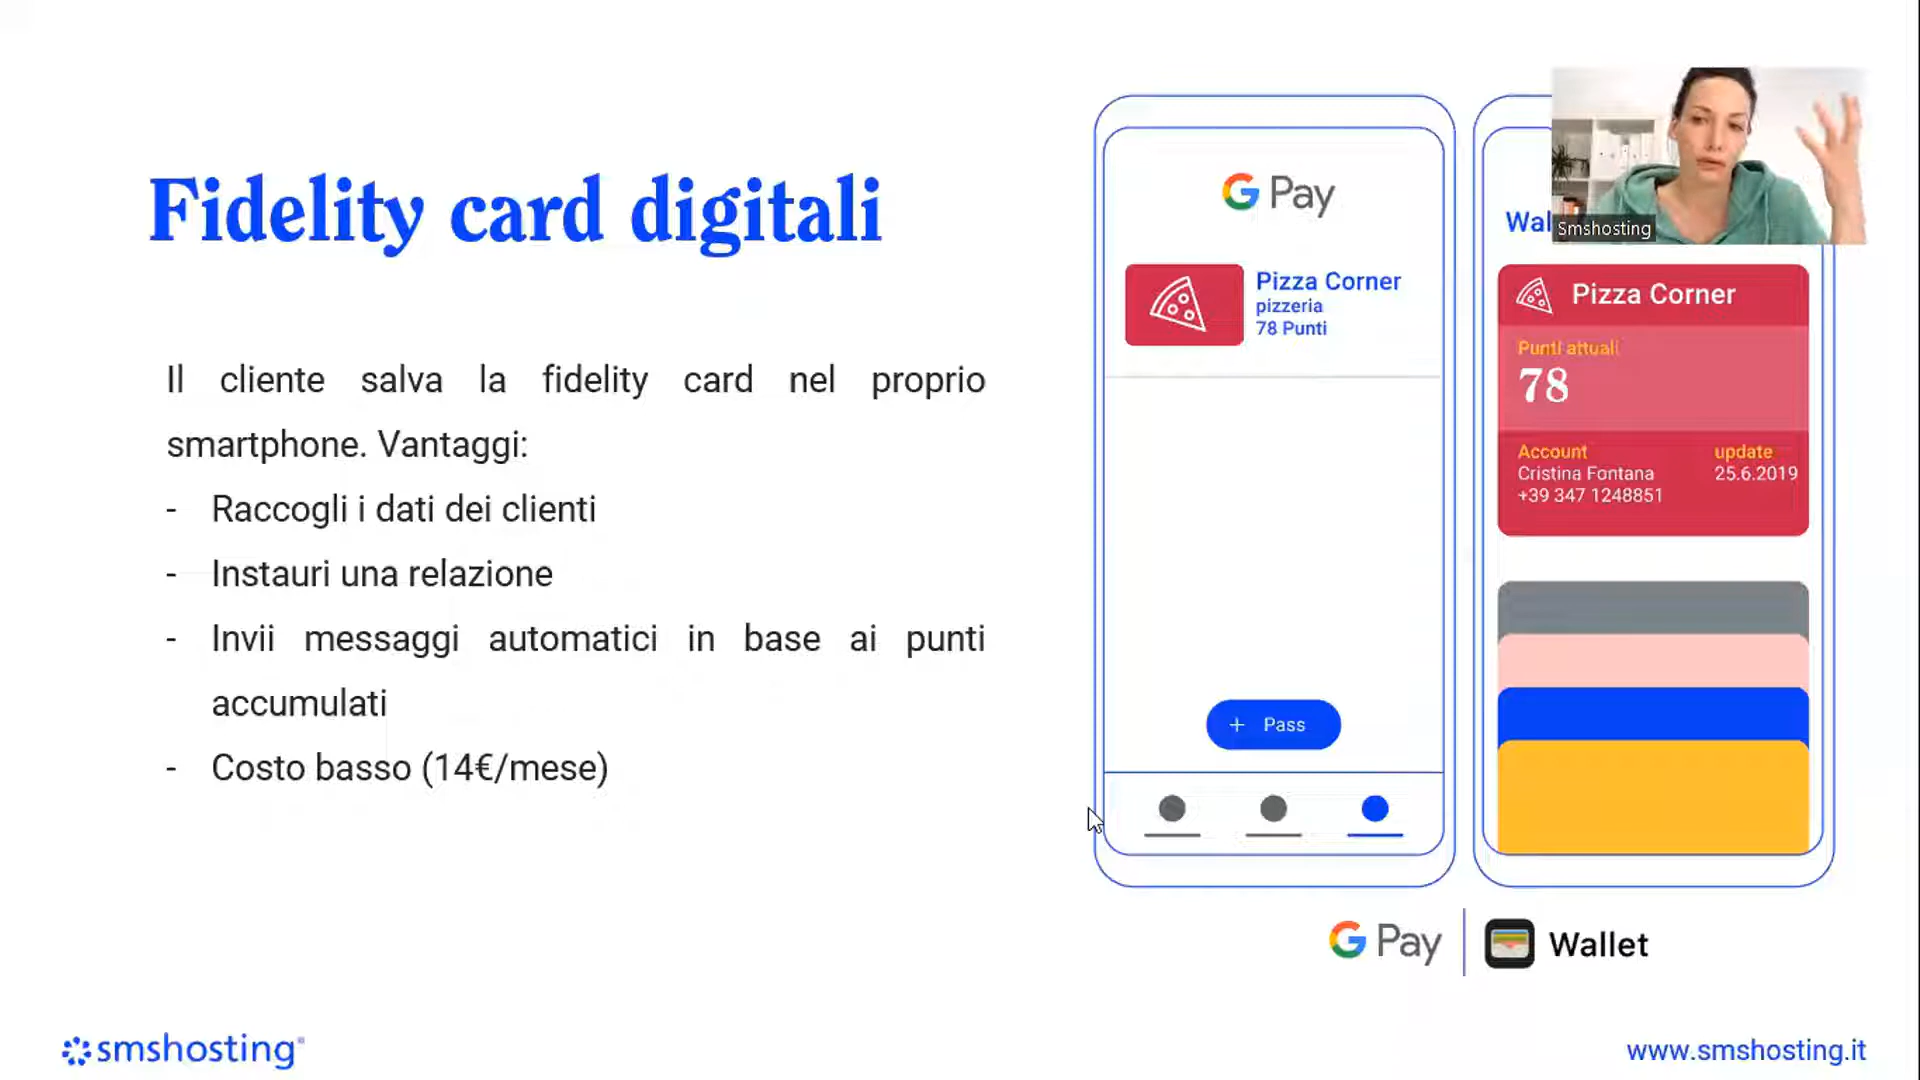 Fidelity card digitali
Il cliente salva la fidelity card nel proprio
smartphone. Vantaggi:
- Raccogli i dati dei clienti
- Instauri una relazione
- Invii messaggi automatici in base ai punti
accumulati
- Costo basso (14€/mese)
G Pay
Pizza Corner
pizzeria
78 Punti
+ Pass
Wal
Smshosting
Pizza Corner
Punti attuali
78
Account
Cristina Fontana
+39 347 1248851
update
25.6.2019
G Pay
Wallet
smshosting®
www.smshosting.it